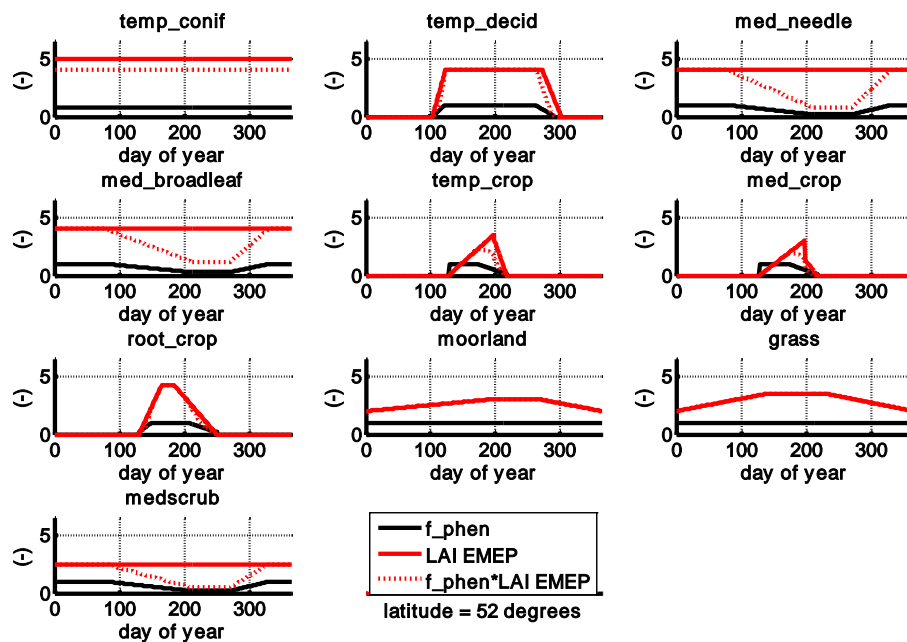 temp_conif
5
(-)
0
0 100 200 300
day of year
temp_decid
5
(-)
0
0 100 200 300
day of year
med_needle
5
(-)
0
0 100 200 300
day of year
med_broadleaf
5
(-)
0
0 100 200 300
day of year
temp_crop
5
(-)
0
0 100 200 300
day of year
med_crop
5
(-)
0
0 100 200 300
day of year
root_crop
5
(-)
0
0 100 200 300
day of year
moorland
5
(-)
0
0 100 200 300
day of year
grass
5
(-)
0
0 100 200 300
day of year
medscrub
5
(-)
0
0 100 200 300
day of year
f_phen
LAI EMEP
f_phen*LAI EMEP
latitude = 52 degrees